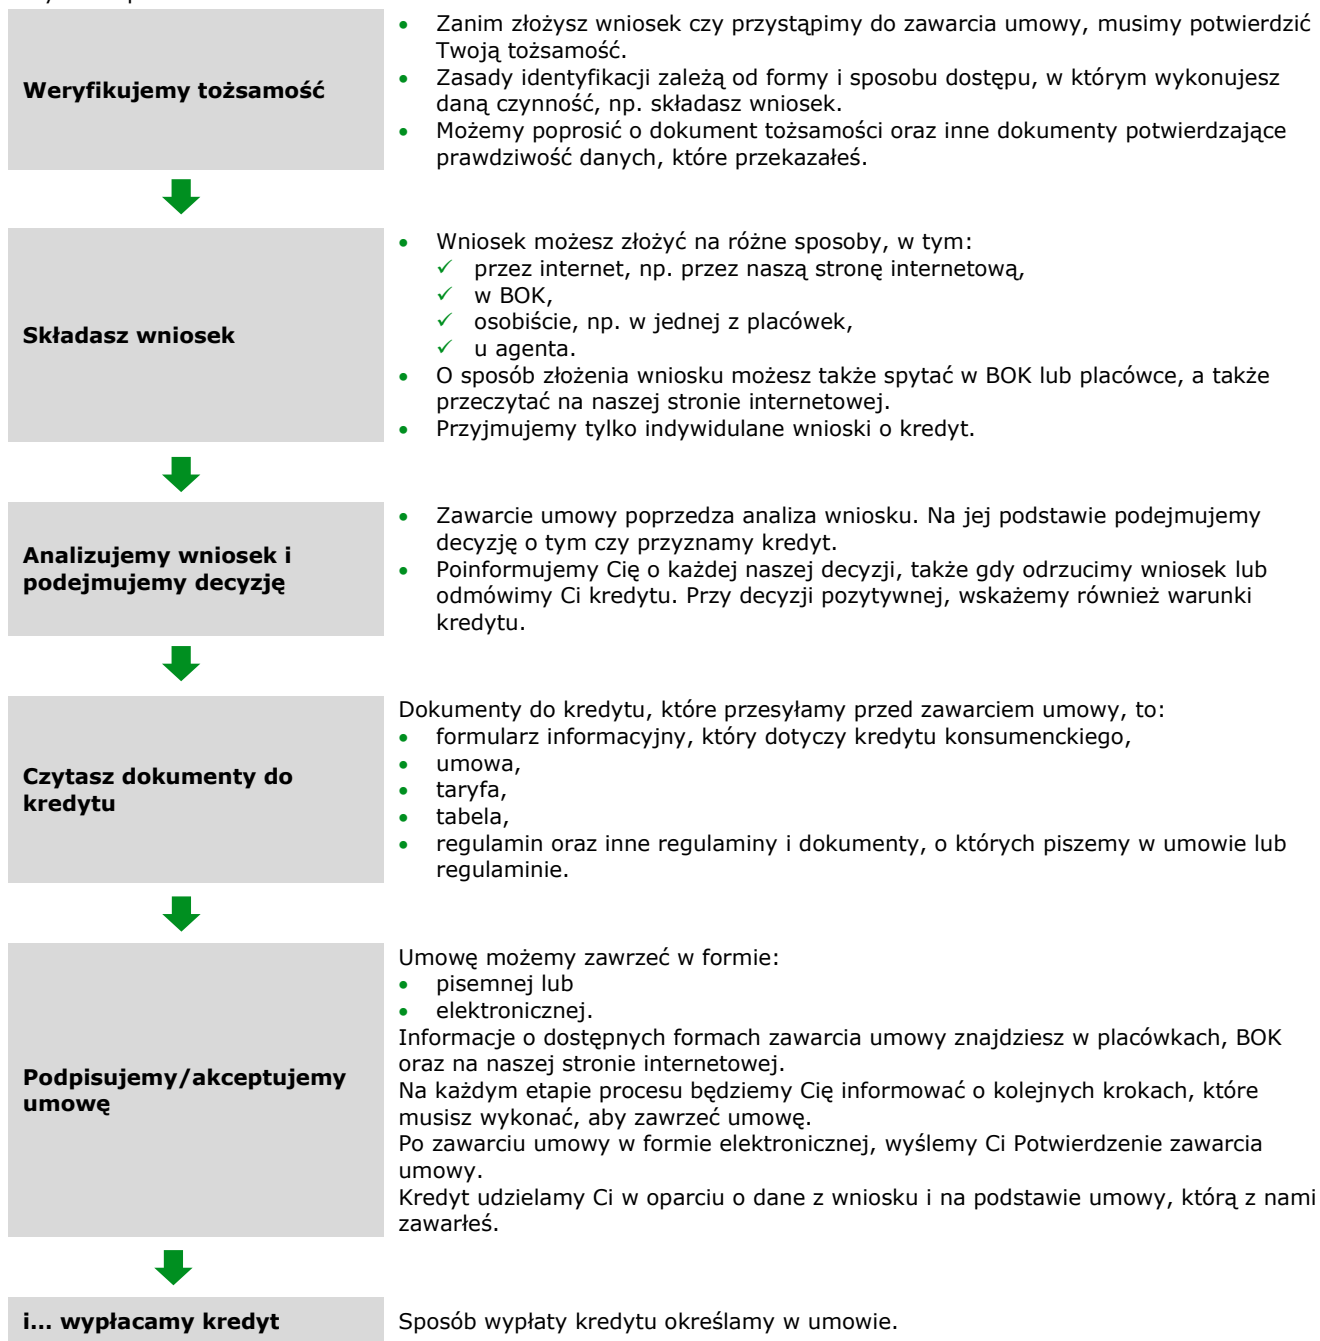 Weryfikujemy tożsamość
• Zanim złożysz wniosek czy przystąpimy do zawarcia umowy, musimy potwierdzić
Twoją tożsamość.
• Zasady identyfikacji zależą od formy i sposobu dostępu, w którym wykonujesz
daną czynność, np. składasz wniosek.
• Możemy poprosić o dokument tożsamości oraz inne dokumenty potwierdzające
prawdziwość danych, które przekazałeś.
Składasz wniosek
• Wniosek możesz złożyć na różne sposoby, w tym:
✓ przez internet, np. przez naszą stronę internetową,
✓ w BOK,
✓ osobiście, np. w jednej z placówek,
✓ u agenta.
• O sposób złożenia wniosku możesz także spytać w BOK lub placówce, a także
przeczytać na naszej stronie internetowej.
• Przyjmujemy tylko indywidulane wnioski o kredyt.
Analizujemy wniosek i
podejmujemy decyzję
• Zawarcie umowy poprzedza analiza wniosku. Na jej podstawie podejmujemy
decyzję o tym czy przyznamy kredyt.
• Poinformujemy Cię o każdej naszej decyzji, także gdy odrzucimy wniosek lub
odmówimy Ci kredytu. Przy decyzji pozytywnej, wskażemy również warunki
kredytu.
Czytasz dokumenty do
kredytu
Dokumenty do kredytu, które przesyłamy przed zawarciem umowy, to:
• formularz informacyjny, który dotyczy kredytu konsumenckiego,
• umowa,
• taryfa,
• tabela,
• regulamin oraz inne regulaminy i dokumenty, o których piszemy w umowie lub
regulaminie.
Podpisujemy/akceptujemy
umowę
Umowę możemy zawrzeć w formie:
• pisemnej lub
• elektronicznej.
Informacje o dostępnych formach zawarcia umowy znajdziesz w placówkach, BOK
oraz na naszej stronie internetowej.
Na każdym etapie procesu będziemy Cię informować o kolejnych krokach, które
musisz wykonać, aby zawrzeć umowę.
Po zawarciu umowy w formie elektronicznej, wyślemy Ci Potwierdzenie zawarcia
umowy.
Kredyt udzielamy Ci w oparciu o dane z wniosku i na podstawie umowy, którą z nami
zawarłeś.
i… wypłacamy kredyt
Sposób wypłaty kredytu określamy w umowie.